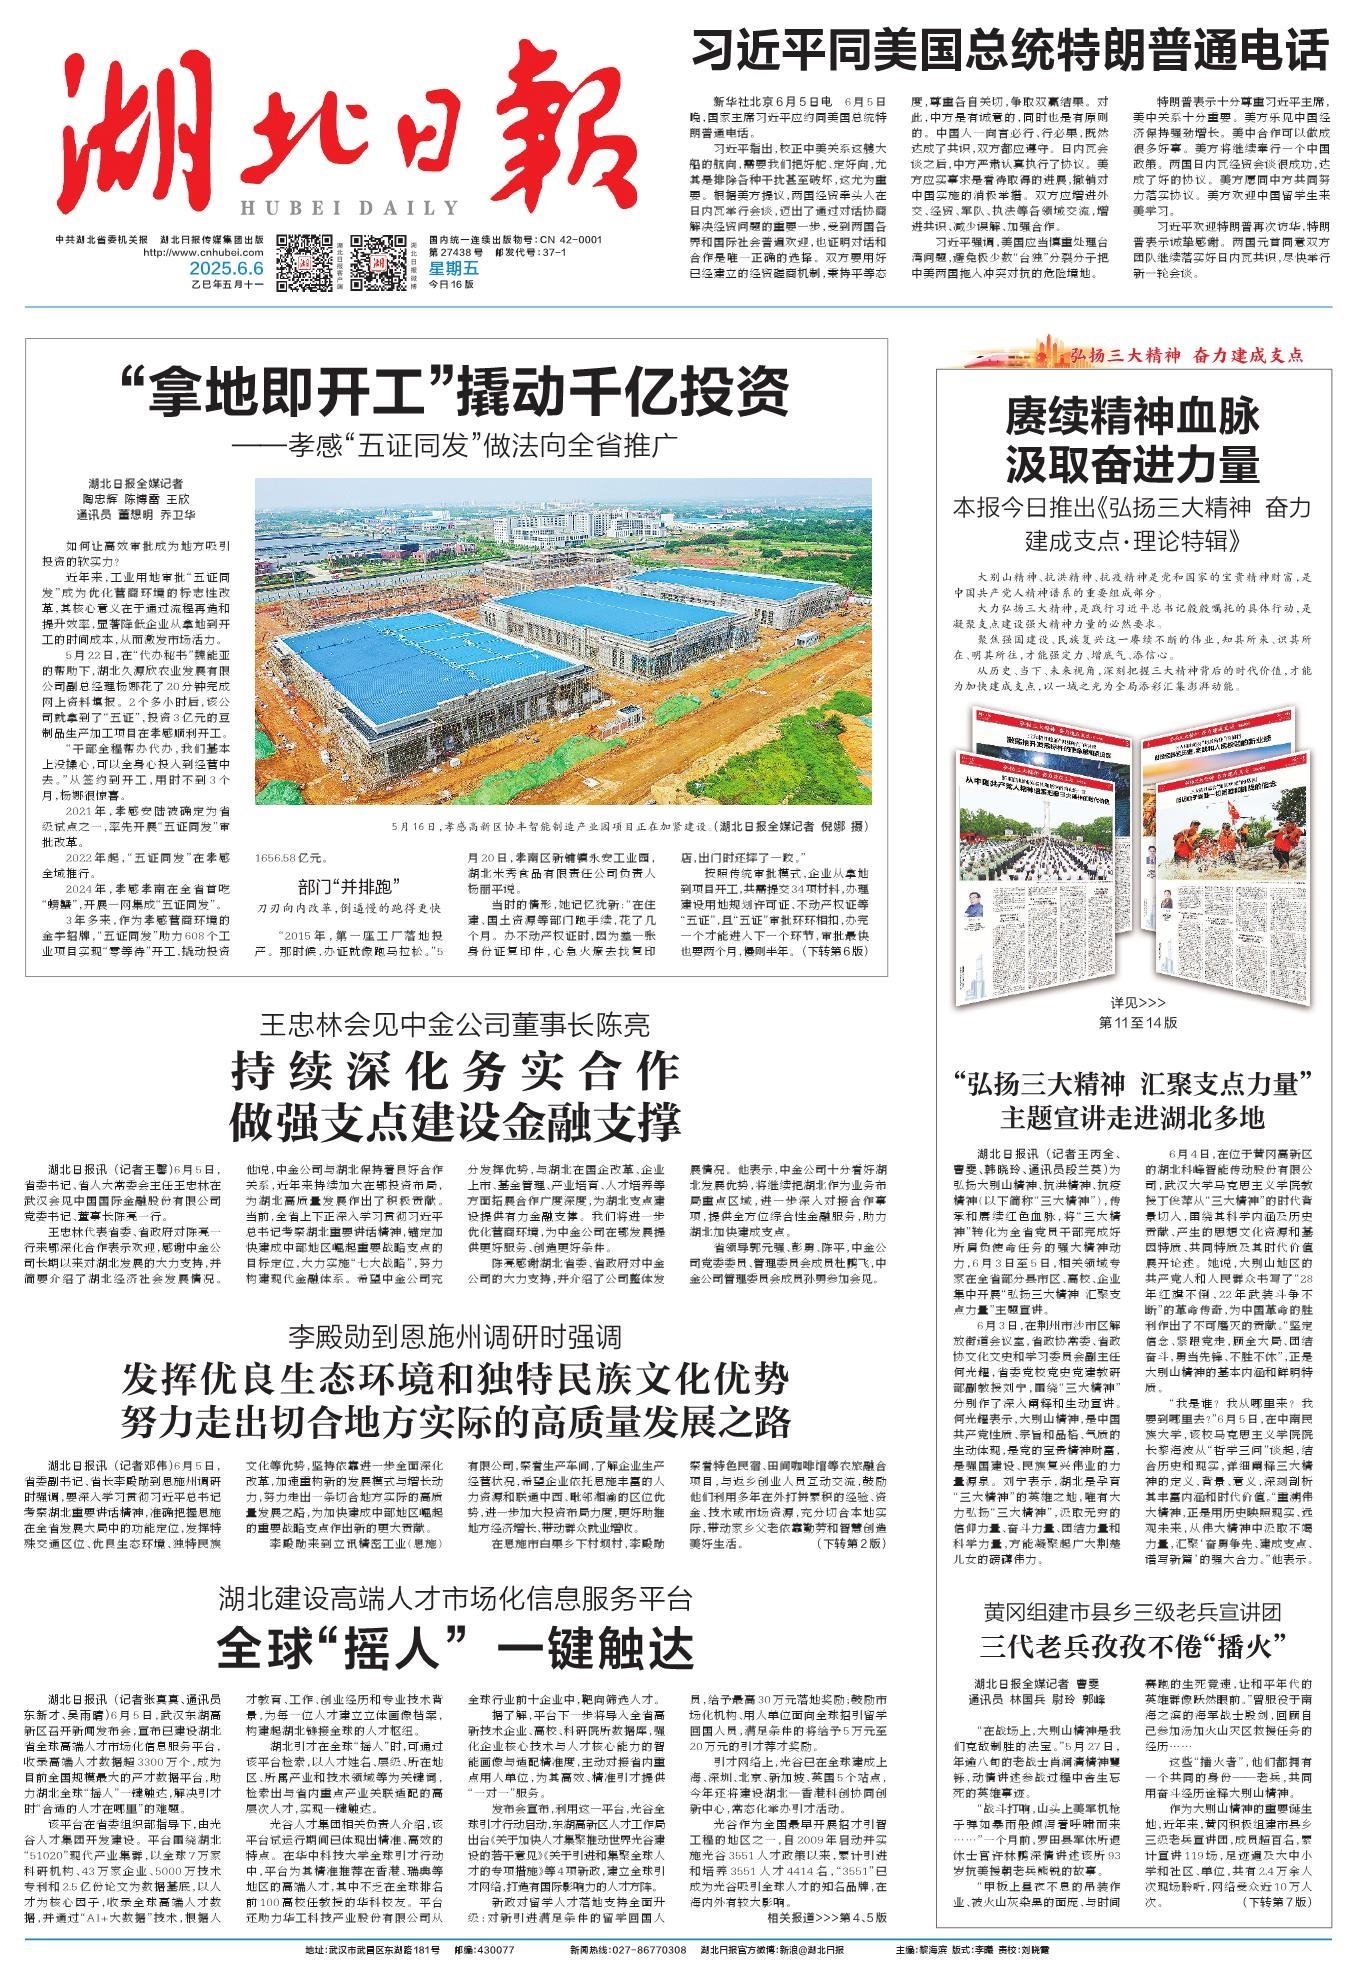 湖北日報
HUBEI DAILY
中共湖北省委机关报 湖北日报传媒集团出版
http://www.cnhubei.com
2025.6.6
乙巳年五月十一
湖北日报客户端
湖北日报微博
国内统一连续出版物号：CN 42-0001
第27438号 邮发代号：37-1
星期五
今日16版
习近平同美国总统特朗普通电话
新华社北京6月5日电 6月5日
晚，国家主席习近平应约同美国总统特
朗普通电话。
习近平指出，校正中美关系这艘大
船的航向，需要我们把好舵、定好向，尤
其是排除各种干扰甚至破坏，这尤为重
要。根据美方提议，两国经贸牵头人在
日内瓦举行会谈，迈出了通过对话协商
解决经贸问题的重要一步，受到两国各
界和国际社会普遍欢迎，也证明对话和
合作是唯一正确的选择。双方要用好
已经建立的经贸磋商机制，秉持平等态
度，尊重各自关切，争取双赢结果。对
此，中方是有诚意的，同时也是有原则
的。中国人一向言必行、行必果，既然
达成了共识，双方都应遵守。日内瓦会
谈之后，中方严肃认真执行了协议。美
方应实事求是看待取得的进展，撤销对
中国实施的消极举措。双方应增进外
交、经贸、军队、执法等各领域交流，增
进共识、减少误解、加强合作。
习近平强调，美国应当慎重处理台
湾问题，避免极少数“台独”分裂分子把
中美两国拖入冲突对抗的危险境地。
特朗普表示十分尊重习近平主席，
美中关系十分重要。美方乐见中国经
济保持强劲增长。美中合作可以做成
很多好事。美方将继续奉行一个中国
政策。两国日内瓦经贸会谈很成功，达
成了好的协议。美方愿同中方共同努
力落实协议。美方欢迎中国留学生来
美学习。
习近平欢迎特朗普再次访华，特朗
普表示诚挚感谢。两国元首同意双方
团队继续落实好日内瓦共识，尽快举行
新一轮会谈。
“拿地即开工”撬动千亿投资
——孝感“五证同发”做法向全省推广
湖北日报全媒记者
陶忠辉 陈博雷 王欣
通讯员 董想明 乔卫华
如何让高效审批成为地方吸引
投资的软实力？
近年来，工业用地审批“五证同
发”成为优化营商环境的标志性改
革，其核心意义在于通过流程再造和
提升效率，显著降低企业从拿地到开
工的时间成本，从而激发市场活力。
5月22日，在“代办秘书”魏能亚
的帮助下，湖北久源欣农业发展有限
公司副总经理杨娜花了20分钟完成
网上资料填报。2个多小时后，该公
司就拿到了“五证”，投资3亿元的豆
制品生产加工项目在孝感顺利开工。
“干部全程帮办代办，我们基本
上没操心，可以全身心投入到经营中
去。”从签约到开工，用时不到3个
月，杨娜很惊喜。
2021年，孝感安陆被确定为省
级试点之一，率先开展“五证同发”审
批改革。
2022年起，“五证同发”在孝感
全域推行。
2024年，孝感孝南在全省首吃
“螃蟹”，开展一网集成“五证同发”。
3年多来，作为孝感营商环境的
金字招牌，“五证同发”助力608个工
业项目实现“零等待”开工，撬动投资
5月16日，孝感高新区协丰智能制造产业园项目正在加紧建设。（湖北日报全媒记者 倪娜 摄）
1656.58亿元。
部门“并排跑”
刀刃向内改革，倒逼慢的跑得更快
“2015年，第一座工厂落地投
产。那时候，办证就像跑马拉松。”5
月20日，孝南区新铺镇永安工业园，
湖北米秀食品有限责任公司负责人
杨丽平说。
当时的情形，她记忆犹新：“在住
建、国土资源等部门跑手续，花了几
个月。办不动产权证时，因为差一张
身份证复印件，心急火燎去找复印
店，出门时还摔了一跤。”
按照传统审批模式，企业从拿地
到项目开工，共需提交34项材料，办理
建设用地规划许可证、不动产权证等
“五证”，且“五证”审批环环相扣，办完
一个才能进入下一个环节，审批最快
也要两个月，慢则半年。（下转第6版）
弘扬三大精神 奋力建成支点
赓续精神血脉
汲取奋进力量
本报今日推出《弘扬三大精神 奋力
建成支点·理论特辑》
大别山精神、抗洪精神、抗疫精神是党和国家的宝贵精神财富，是
中国共产党人精神谱系的重要组成部分。
大力弘扬三大精神，是践行习近平总书记殷殷嘱托的具体行动，是
凝聚支点建设强大精神力量的必然要求。
聚焦强国建设、民族复兴这一赓续不断的伟业，知其所来、识其所
在、明其所往，才能强定力、增底气、添信心。
从历史、当下、未来视角，深刻把握三大精神背后的时代价值，才能
为加快建成支点，以一域之光为全局添彩汇集澎湃动能。
详见>>>
第11至14版
“弘扬三大精神 汇聚支点力量”
主题宣讲走进湖北多地
湖北日报讯（记者王丙全、
曹雯、韩晓玲、通讯员段兰英）为
弘扬大别山精神、抗洪精神、抗疫
精神（以下简称“三大精神”），传
承和赓续红色血脉，将“三大精
神”转化为全省党员干部完成好
所肩负使命任务的强大精神动
力，6月3日至5日，相关领域专
家在全省部分县市区、高校、企业
集中开展“弘扬三大精神 汇聚支
点力量”主题宣讲。
6月3日，在荆州市沙市区解
放街道会议室，省政协常委、省政
协文化文史和学习委员会副主任
何光耀，省委党校党史党建教研
部副教授刘宁，围绕“三大精神”
分别作了深入阐释和生动宣讲。
何光耀表示，大别山精神，是中国
共产党性质、宗旨和品格、气质的
生动体现，是党的宝贵精神财富，
是强国建设、民族复兴伟业的力
量源泉。刘宁表示，湖北是孕育
“三大精神”的英雄之地，唯有大
力弘扬“三大精神”，汲取无穷的
信仰力量、奋斗力量、团结力量和
科学力量，方能凝聚起广大荆楚
儿女的磅礴伟力。
6月4日，在位于黄冈高新区
的湖北科峰智能传动股份有限公
司，武汉大学马克思主义学院教
授丁俊萍从“三大精神”的时代背
景切入，围绕其科学内涵及历史
贡献、产生的思想文化资源和基
因特质、共同特质及其时代价值
展开论述。她说，大别山地区的
共产党人和人民群众书写了“28
年红旗不倒、22年武装斗争不
断”的革命传奇，为中国革命的胜
利作出了不可磨灭的贡献。“坚定
信念、紧跟党走，顾全大局、团结
奋斗，勇当先锋、不胜不休”，正是
大别山精神的基本内涵和鲜明特
质。
“我是谁？我从哪里来？我
要到哪里去？”6月5日，在中南民
族大学，该校马克思主义学院院
长黎海波从“哲学三问”谈起，结
合历史和现实，详细阐释三大精
神的定义、背景、意义，深刻剖析
其丰富内涵和时代价值。“重溯伟
大精神，正是用历史映照现实、远
观未来，从伟大精神中汲取不竭
力量，汇聚‘奋勇争先、建成支点、
谱写新篇’的强大合力。”他表示。
王忠林会见中金公司董事长陈亮
持续深化务实合作
做强支点建设金融支撑
湖北日报讯（记者王馨）6月5日，
省委书记、省人大常委会主任王忠林在
武汉会见中国国际金融股份有限公司
党委书记、董事长陈亮一行。
王忠林代表省委、省政府对陈亮一
行来鄂深化合作表示欢迎，感谢中金公
司长期以来对湖北发展的大力支持，并
简要介绍了湖北经济社会发展情况。
他说，中金公司与湖北保持着良好合作
关系，近年来持续加大在鄂投资布局，
为湖北高质量发展作出了积极贡献。
当前，全省上下正深入学习贯彻习近平
总书记考察湖北重要讲话精神，锚定加
快建成中部地区崛起重要战略支点的
目标定位，大力实施“七大战略”，努力
构建现代金融体系。希望中金公司充
分发挥优势，与湖北在国企改革、企业
上市、基金管理、产业培育、人才培养等
方面拓展合作广度深度，为湖北支点建
设提供有力金融支撑。我们将进一步
优化营商环境，为中金公司在鄂发展提
供更好服务、创造更好条件。
陈亮感谢湖北省委、省政府对中金
公司的大力支持，并介绍了公司整体发
展情况。他表示，中金公司十分看好湖
北发展优势，将继续把湖北作为业务布
局重点区域，进一步深入对接合作事
项，提供全方位综合性金融服务，助力
湖北加快建成支点。
省领导郭元强、彭勇、陈平，中金公
司党委委员、管理委员会成员杜鹏飞，中
金公司管理委员会成员孙男参加会见。
李殿勋到恩施州调研时强调
发挥优良生态环境和独特民族文化优势
努力走出切合地方实际的高质量发展之路
湖北日报讯（记者邓伟）6月5日，
省委副书记、省长李殿勋到恩施州调研
时强调，要深入学习贯彻习近平总书记
考察湖北重要讲话精神，准确把握恩施
在全省发展大局中的功能定位，发挥特
殊交通区位、优良生态环境、独特民族
文化等优势，坚持依靠进一步全面深化
改革，加速重构新的发展模式与增长动
力，努力走出一条切合地方实际的高质
量发展之路，为加快建成中部地区崛起
的重要战略支点作出新的更大贡献。
李殿勋来到立讯精密工业（恩施）
有限公司，察看生产车间，了解企业生产
经营状况，希望企业依托恩施丰富的人
力资源和联通中西、毗邻湘渝的区位优
势，进一步加大投资布局力度，更好助推
地方经济增长、带动群众就业增收。
在恩施市白果乡下村坝村，李殿勋
察看特色民宿、田间咖啡馆等农旅融合
项目，与返乡创业人员互动交流，鼓励
他们利用多年在外打拼累积的经验、资
金、技术或市场资源，充分切合本地实
际，带动家乡父老依靠勤劳和智慧创造
美好生活。（下转第2版）
湖北建设高端人才市场化信息服务平台
全球“摇人” 一键触达
湖北日报讯（记者张真真、通讯员
东新才、吴雨晴）6月5日，武汉东湖高
新区召开新闻发布会，宣布已建设湖北
省全球高端人才市场化信息服务平台，
收录高端人才数据超3300万个，成为
目前全国规模最大的产才数据平台，助
力湖北全球“摇人”一键触达，解决引才
时“合适的人才在哪里”的难题。
该平台在省委组织部指导下，由光
谷人才集团开发建设。平台围绕湖北
“51020”现代产业集群，以全球7万家
科研机构、43万家企业、5000万技术
专利和2.5亿份论文为数据基底，以人
才为核心因子，收录全球高端人才数
据，并通过“AI+大数据”技术，根据人
才教育、工作、创业经历和专业技术背
景，为每一位人才建立立体画像档案，
构建起湖北链接全球的人才枢纽。
湖北引才在全球“摇人”时，可通过
该平台检索，以人才姓名、层级、所在地
区、所属产业和技术领域等为关键词，
检索出与省内重点产业关联适配的高
层次人才，实现一键触达。
光谷人才集团相关负责人介绍，该
平台试运行期间已体现出精准、高效的
特点。在华中科技大学全球引才行动
中，平台为其精准推荐在香港、瑞典等
地区的高端人才，其中不乏在全球排名
前100高校任教授的华科校友。平台
还助力华工科技产业股份有限公司从
全球行业前十企业中，靶向筛选人才。
据了解，平台下一步将导入全省高
新技术企业、高校、科研院所数据库，强
化企业核心技术与人才核心能力的智
能画像与适配精准度，主动对接省内重
点用人单位，为其高效、精准引才提供
“一对一”服务。
发布会宣布，利用这一平台，光谷全
球引才行动启动，东湖高新区人才工作局
出台《关于加快人才集聚推动世界光谷建
设的若干意见》《关于引进和集聚全球人
才的专项措施》等4项新政，建立全球引
才网络，打造有国际影响力的人才方阵。
新政对留学人才落地支持全面升
级：对新引进满足条件的留学回国人
员，给予最高30万元落地奖励；鼓励市
场化机构、用人单位面向全球招引留学
回国人员，满足条件的将给予5万元至
20万元的引才荐才奖励。
引才网络上，光谷已在全球建成上
海、深圳、北京、新加坡、英国5个站点，
今年还将建设湖北—香港科创协同创
新中心，常态化举办引才活动。
光谷作为全国最早开展招才引智
工程的地区之一，自2009年启动并实
施光谷3551人才政策以来，累计引进
和培养3551人才4414名，“3551”已
成为光谷吸引全球人才的知名品牌，在
海内外有较大影响。
相关报道>>>第4、5版
黄冈组建市县乡三级老兵宣讲团
三代老兵孜孜不倦“播火”
湖北日报全媒记者 曹雯
通讯员 林国兵 尉玲 郭峰
“在战场上，大别山精神是我
们克敌制胜的法宝。”5月27日，
年逾八旬的老战士肖润清精神矍
铄，动情讲述参战过程中舍生忘
死的英雄事迹。
“战斗打响，山头上美军机枪
子弹如暴雨般倾泻着呼啸而来
……”一个月前，罗田县军休所退
休士官许林鹏深情讲述该所93
岁抗美援朝老兵熊锐的故事。
“甲板上昼夜不息的吊装作
业，被火山灰染黑的面庞，与时间
赛跑的生死竞速，让和平年代的
英雄群像跃然眼前。”曾服役于南
海之滨的海军战士殷剑，回顾自
己参加汤加火山灾区救援任务的
经历……
这些“播火者”，他们都拥有
一个共同的身份——老兵，共同
用奋斗经历诠释大别山精神。
作为大别山精神的重要诞生
地，近年来，黄冈积极组建市县乡
三级老兵宣讲团，成员超百名，累
计宣讲119场，足迹遍及大中小
学和社区、单位，共有2.4万余人
次现场聆听，网络受众近10万人
次。（下转第7版）
地址：武汉市武昌区东湖路181号 邮编：430077 新闻热线：027-86770308 湖北日报官方微博：新浪@湖北日报 主编：黎海滨 版式：李曦 责校：刘晓霞